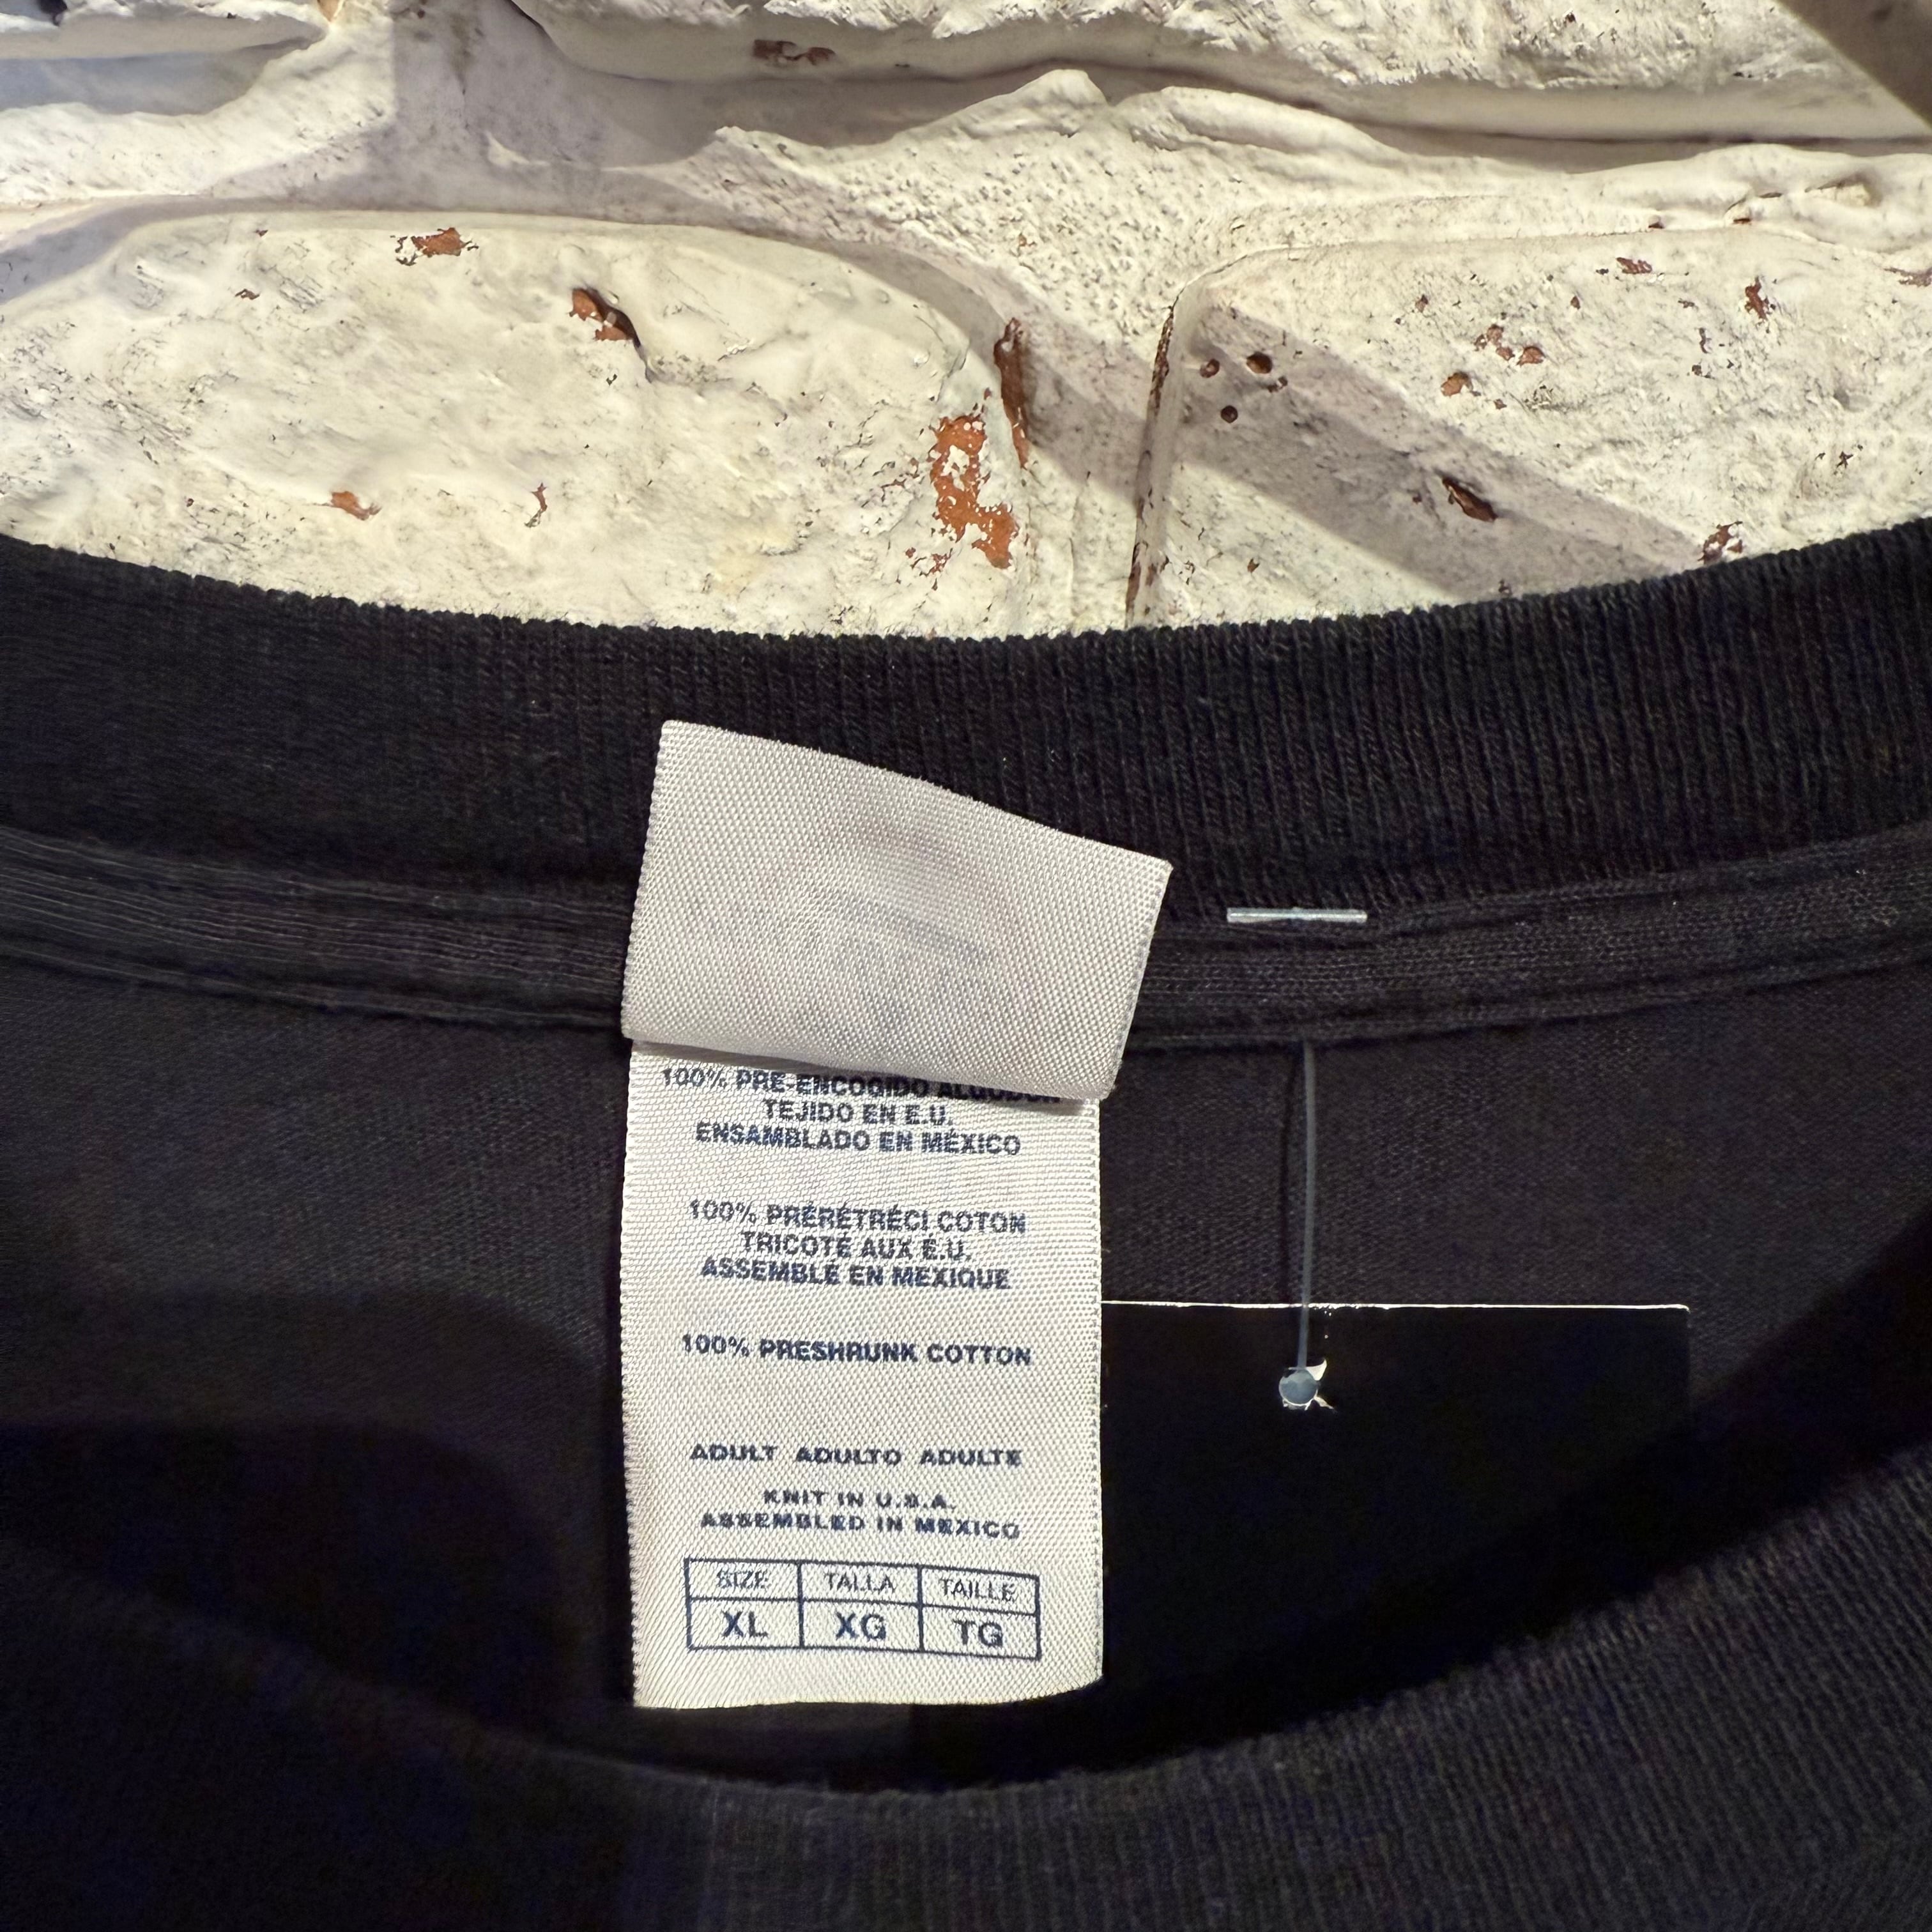 100% PRE-ENCOGIDO ALGODON
TEJIDO EN E.U.
ENSAMBLADO EN MÉXICO
100% PRÉRÉTRÉCI COTON
TRICOTÉ AUX É.U.
ASSEMBLE EN MEXIQUE
100% PRESHRUNK COTTON
ADULT ADULTO ADULTE
KNIT IN U.S.A.
ASSEMBLED IN MEXICO
SIZE TALLA TAILLE
XL XG TG